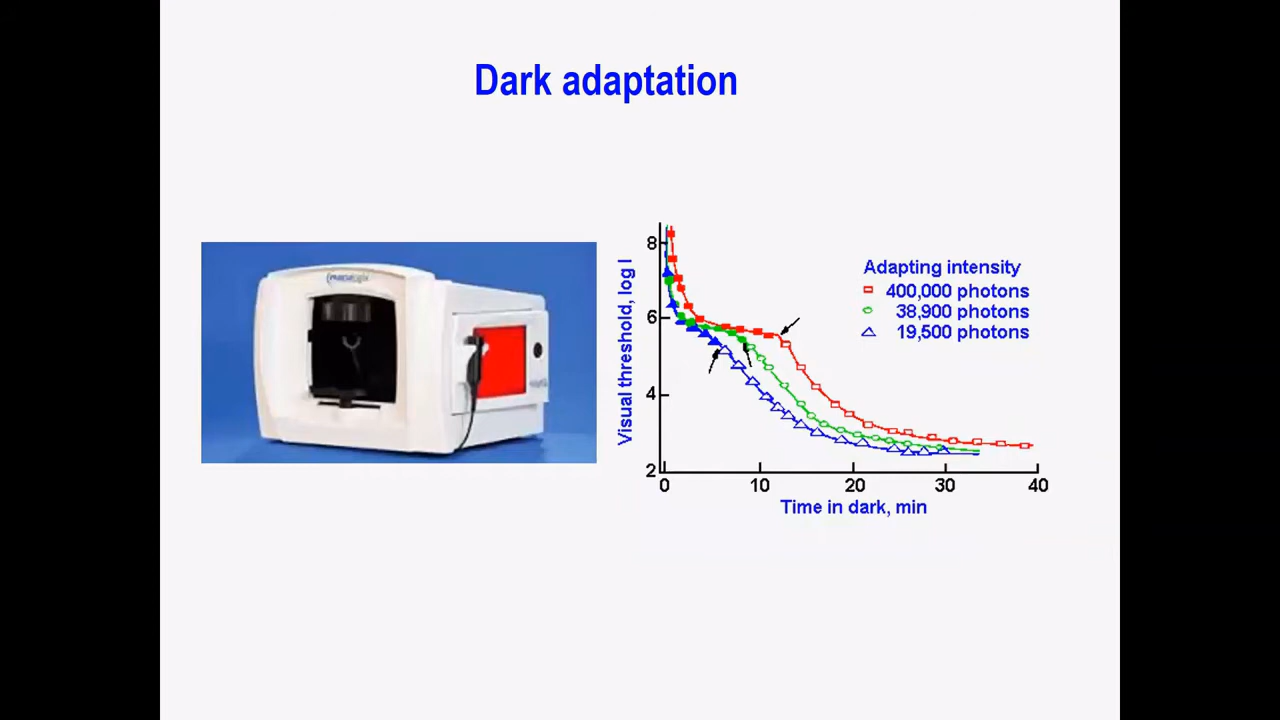 Dark adaptation
8
6
4
2
0
10
20
30
40
Visual threshold, log I
Time in dark, min
Adapting intensity
400,000 photons
38,900 photons
19,500 photons